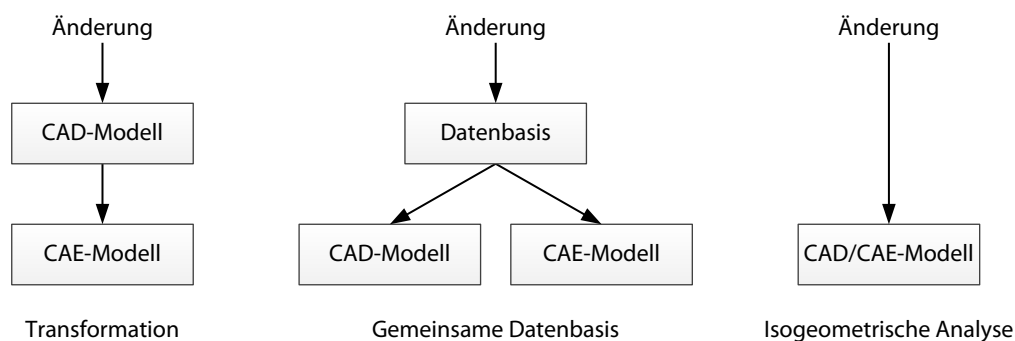 Änderung
CAD-Modell
CAE-Modell
Transformation
Änderung
Datenbasis
CAD-Modell
CAE-Modell
Gemeinsame Datenbasis
Änderung
CAD/CAE-Modell
Isogeometrische Analyse